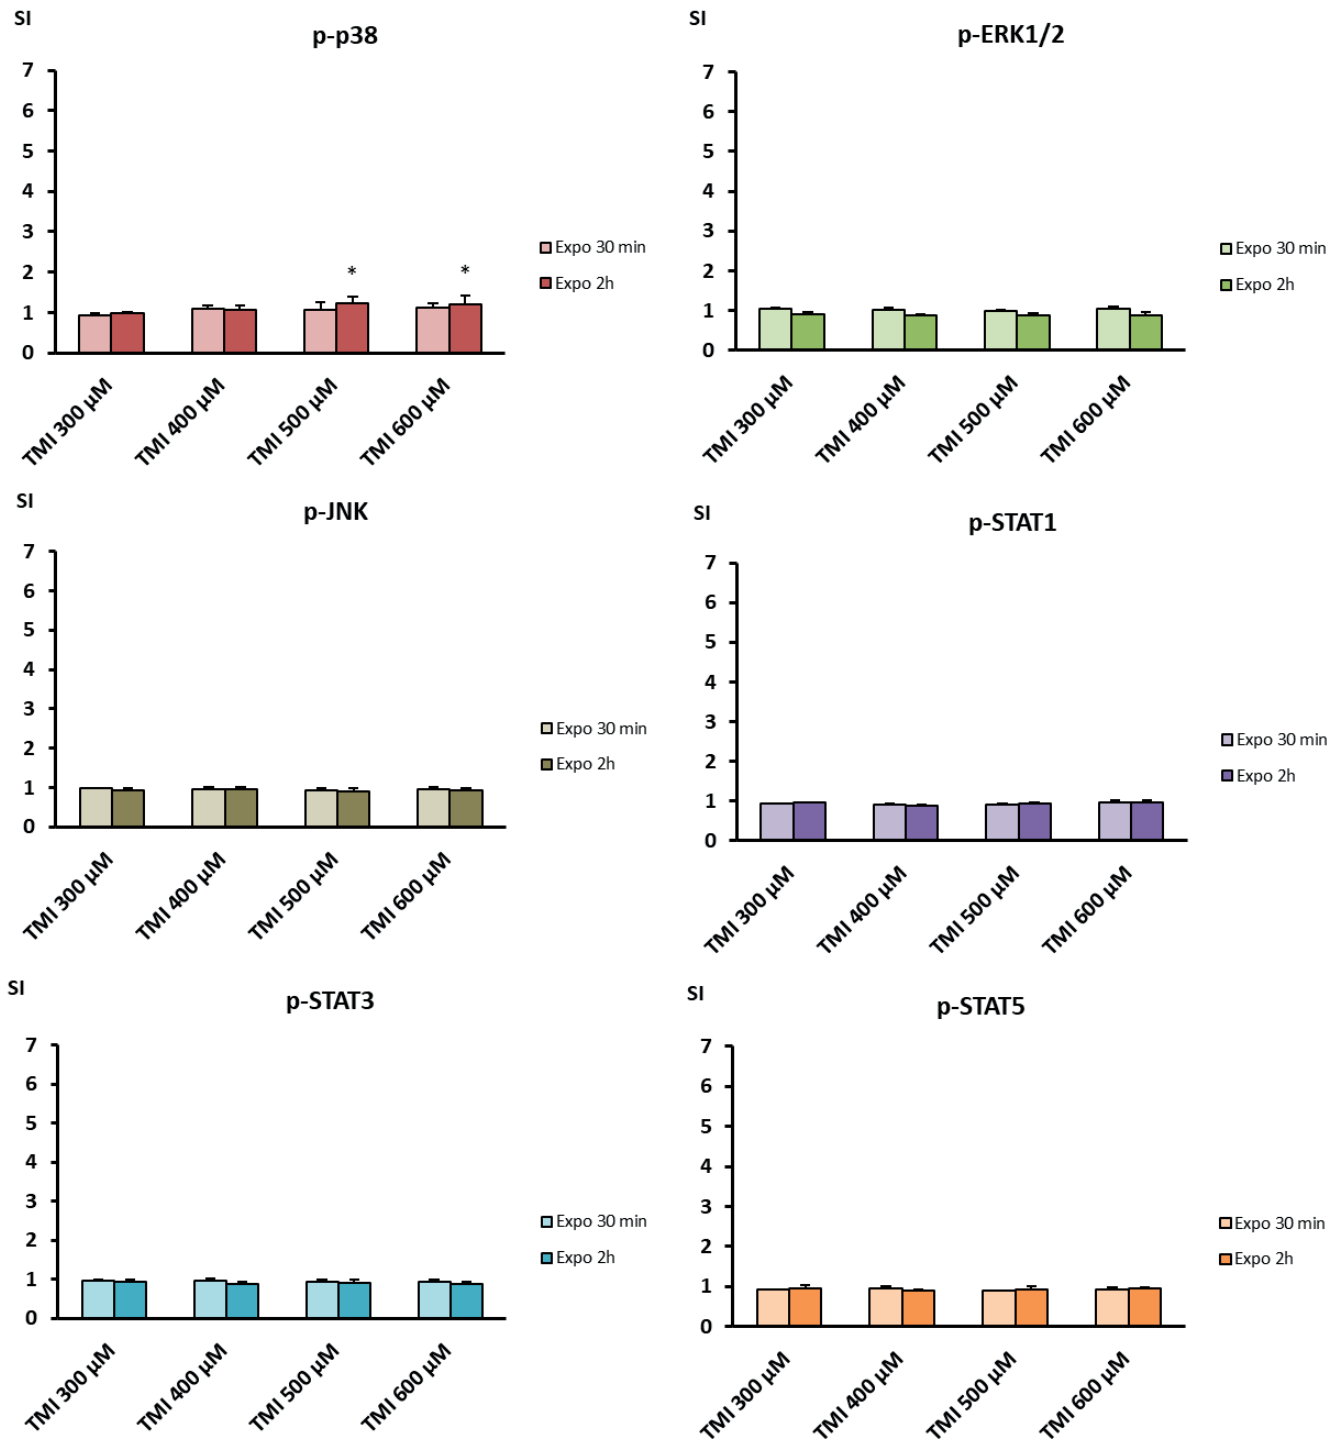 SI
p-p38
7
6
5
4
3
2
1
0
* *
TMI 300 µM
TMI 400 µM
TMI 500 µM
TMI 600 µM
Expo 30 min
Expo 2h
SI
p-ERK1/2
7
6
5
4
3
2
1
0
TMI 300 µM
TMI 400 µM
TMI 500 µM
TMI 600 µM
Expo 30 min
Expo 2h
SI
p-JNK
7
6
5
4
3
2
1
0
TMI 300 µM
TMI 400 µM
TMI 500 µM
TMI 600 µM
Expo 30 min
Expo 2h
SI
p-STAT1
7
6
5
4
3
2
1
0
TMI 300 µM
TMI 400 µM
TMI 500 µM
TMI 600 µM
Expo 30 min
Expo 2h
SI
p-STAT3
7
6
5
4
3
2
1
0
TMI 300 µM
TMI 400 µM
TMI 500 µM
TMI 600 µM
Expo 30 min
Expo 2h
SI
p-STAT5
7
6
5
4
3
2
1
0
TMI 300 µM
TMI 400 µM
TMI 500 µM
TMI 600 µM
Expo 30 min
Expo 2h